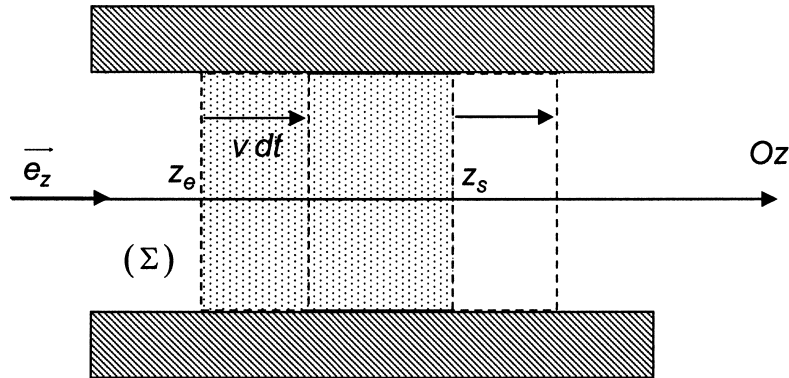 v dt
Oz
e_z
z_e
z_s
(Σ)